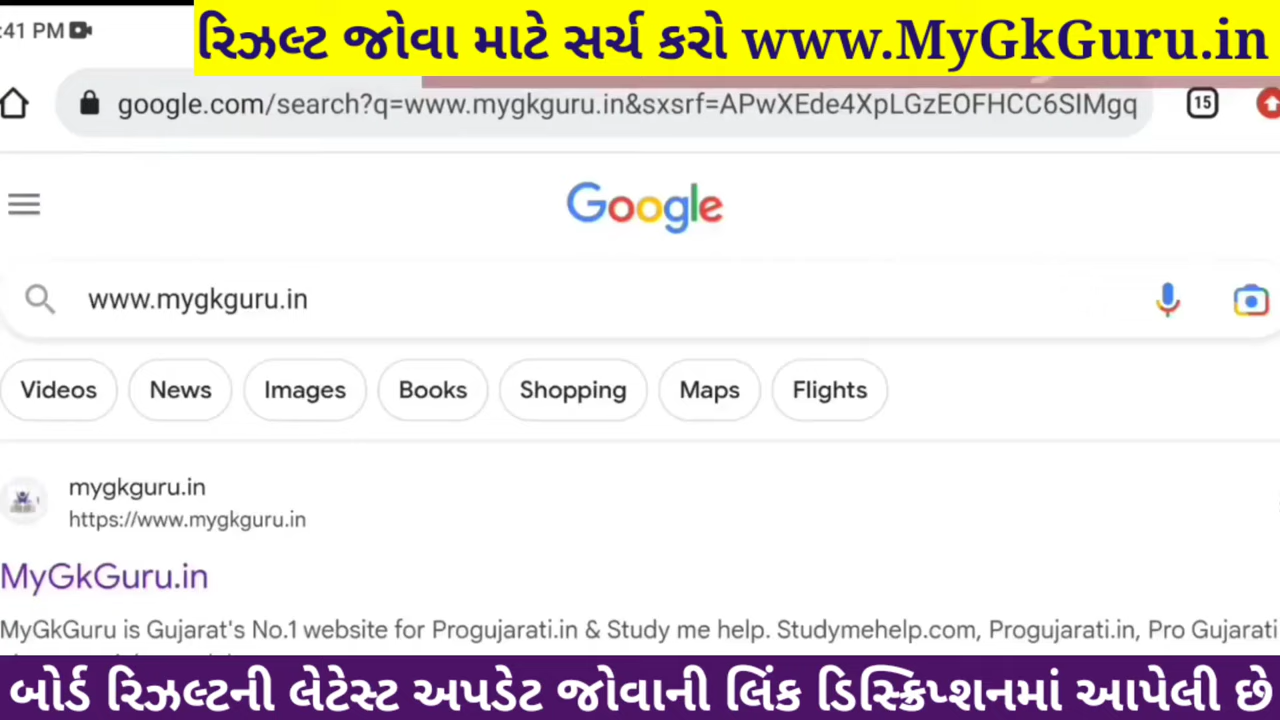 :41 PM
રિઝલ્ટ જોવા માટે સર્ચ કરો www.MyGkGuru.in
google.com/search?q=www.mygkguru.in&sxsrf=APwXEde4XpLGzEOFHCC6SIMgq
15
Google
www.mygkguru.in
Videos News Images Books Shopping Maps Flights
mygkguru.in
https://www.mygkguru.in
MyGkGuru.in
MyGkGuru is Gujarat's No.1 website for Progujarati.in & Study me help. Studymehelp.com, Progujarati.in, Pro Gujarati
બોર્ડ રિઝલ્ટની લેટેસ્ટ અપડેટ જોવાની લિંક ડિસ્ક્રિપ્શનમાં આપેલી છે